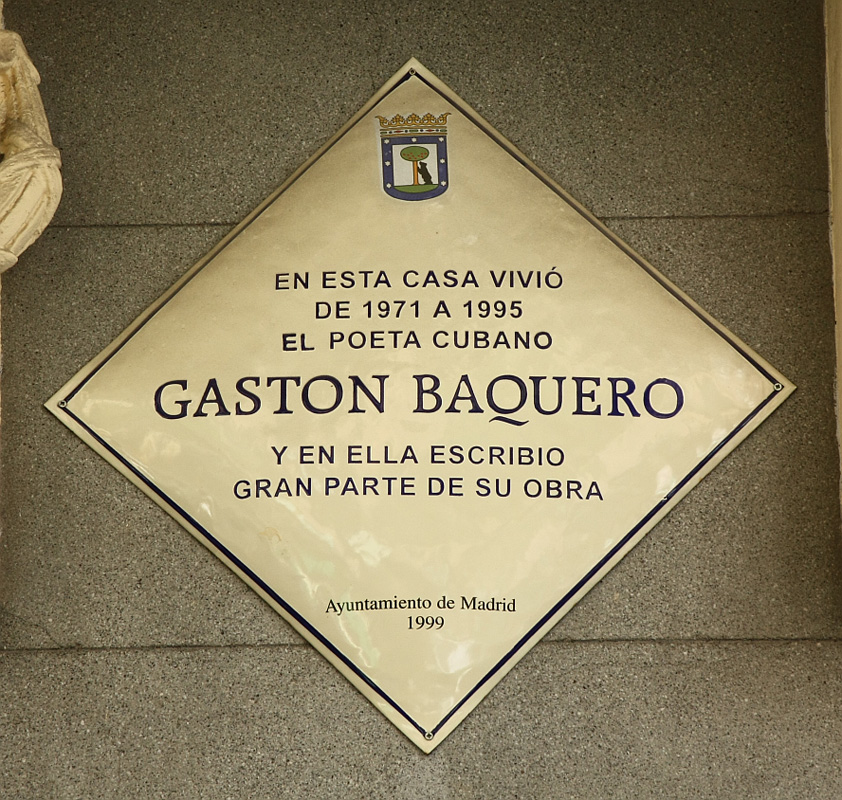 EN ESTA CASA VIVIÓ
DE 1971 A 1995
EL POETA CUBANO
GASTON BAQUERO
Y EN ELLA ESCRIBIO
GRAN PARTE DE SU OBRA
Ayuntamiento de Madrid
1999